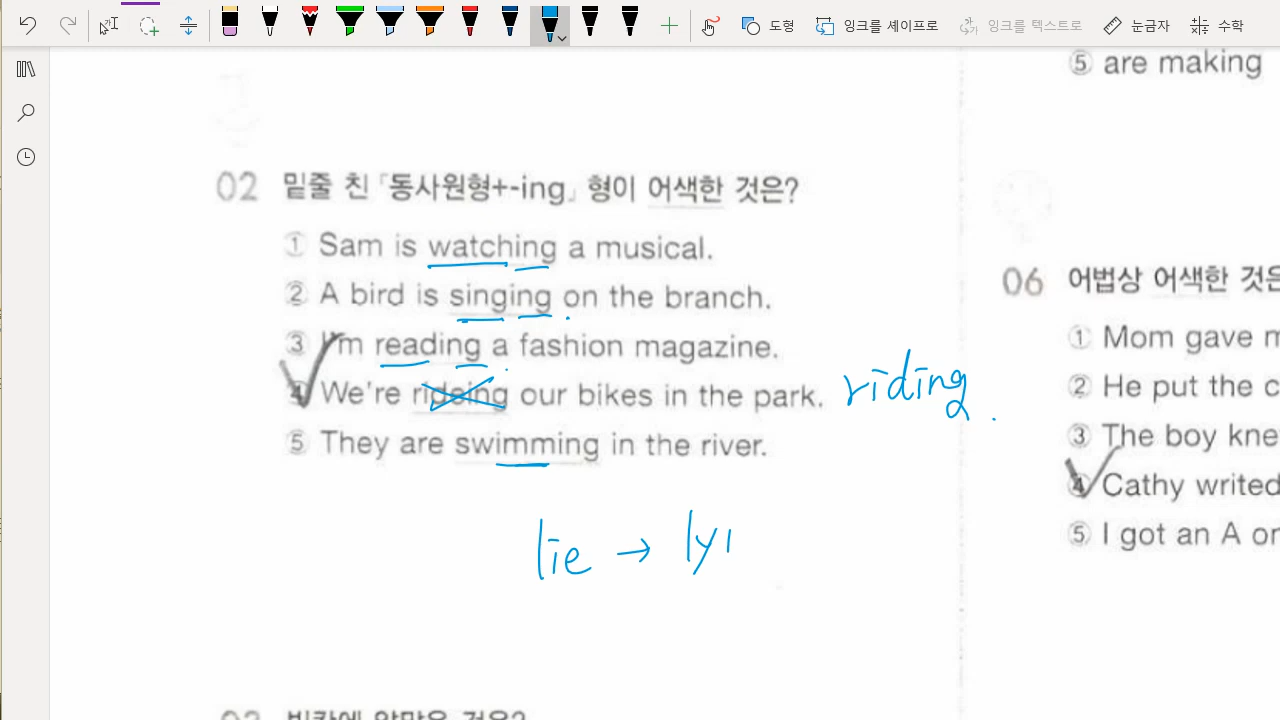 도형 잉크를 셰이프로 잉크를 텍스트로 눈금자 수학
⑤ are making
02 밑줄 친 「동사원형+-ing」 형이 어색한 것은?
① Sam is watching a musical.
② A bird is singing on the branch.
③ I'm reading a fashion magazine.
④ We're rideing our bikes in the park. riding.
⑤ They are swimming in the river.
lie → lyı
06 어법상 어색한 것은
① Mom gave m
② He put the c
③ The boy kne
④ Cathy writed
⑤ I got an A or